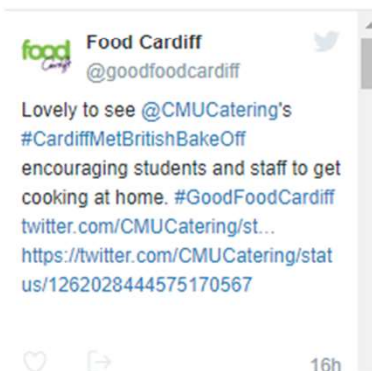 food
Cardiff
Food Cardiff
@goodfoodcardiff
Lovely to see @CMUCatering's
#CardiffMetBritishBakeOff
encouraging students and staff to get
cooking at home. #GoodFoodCardiff
twitter.com/CMUCatering/st...
https://twitter.com/CMUCatering/stat
us/1262028444575170567
16h